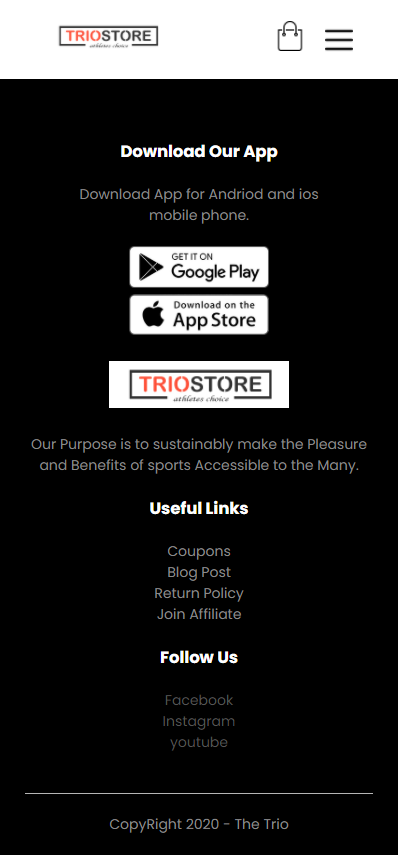 TRIOSTORE
athletes choice
Download Our App
Download App for Andriod and ios
mobile phone.
GET IT ON
Google Play
Download on the
App Store
TRIOSTORE
athletes choice
Our Purpose is to sustainably make the Pleasure
and Benefits of sports Accessible to the Many.
Useful Links
Coupons
Blog Post
Return Policy
Join Affiliate
Follow Us
Facebook
Instagram
youtube
CopyRight 2020 - The Trio